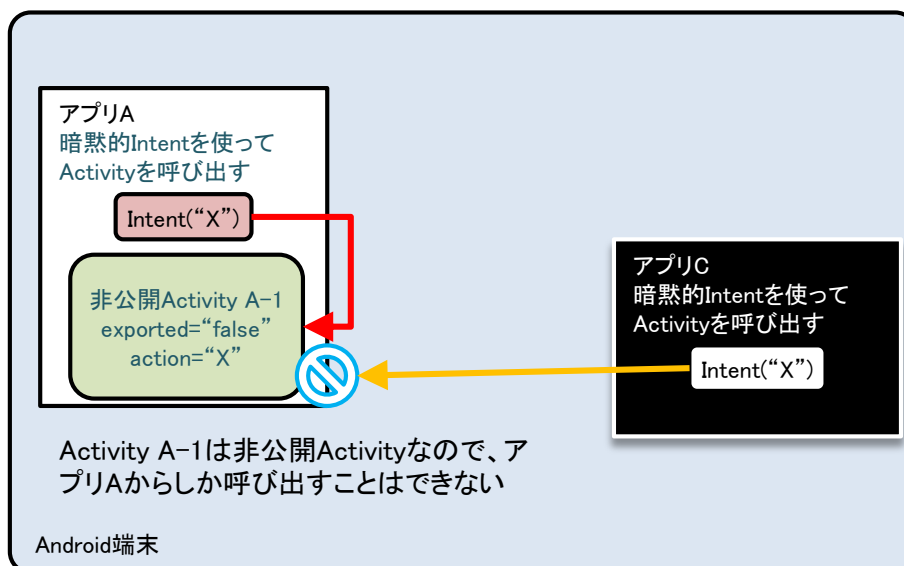 アプリA
暗黙的Intentを使って
Activityを呼び出す
Intent(“X”)
非公開Activity A-1
exported=“false”
action=“X”
アプリC
暗黙的Intentを使って
Activityを呼び出す
Intent(“X”)
Activity A-1は非公開Activityなので、ア
プリAからしか呼び出すことはできない
Android端末